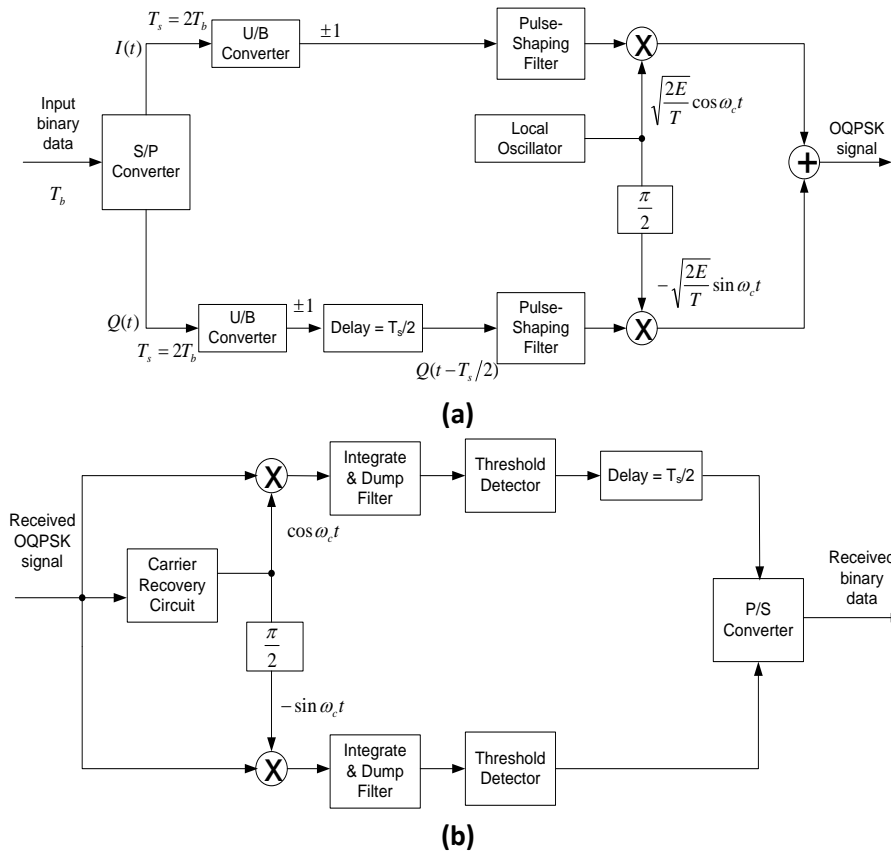 T_s = 2T_b
I(t)
U/B
Converter
±1
Pulse-
Shaping
Filter
X
√(2E/T) cos ω_c t
Input
binary
data
T_b
S/P
Converter
Local
Oscillator
π/2
+
OQPSK
signal
−√(2E/T) sin ω_c t
Q(t)
T_s = 2T_b
U/B
Converter
±1
Delay = T_s/2
Q(t − T_s/2)
Pulse-
Shaping
Filter
X
(a)
Received
OQPSK
signal
X
cos ω_c t
Integrate
& Dump
Filter
Threshold
Detector
Delay = T_s/2
Carrier
Recovery
Circuit
π/2
− sin ω_c t
P/S
Converter
Received
binary
data
X
Integrate
& Dump
Filter
Threshold
Detector
(b)